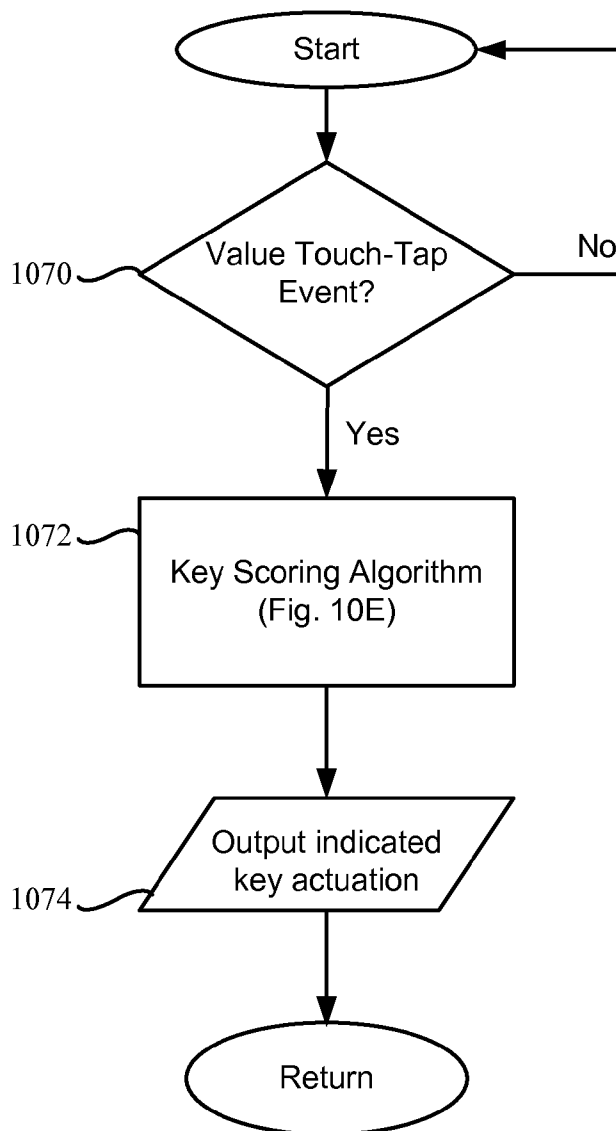 Start
1070
Value Touch-Tap
Event?
No
Yes
1072
Key Scoring Algorithm
(Fig. 10E)
Output indicated
key actuation
1074
Return